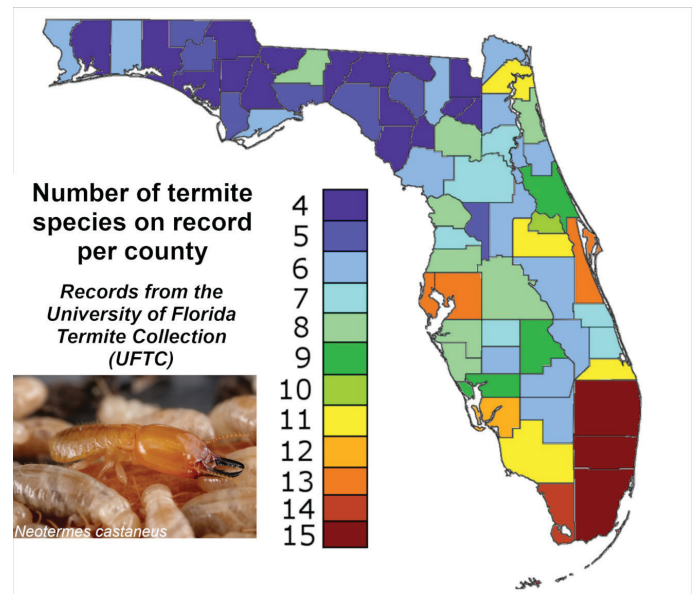 Number of termite
species on record
per county
Records from the
University of Florida
Termite Collection
(UFTC)
4
5
6
7
8
9
10
11
12
13
14
15
Neotermes castaneus